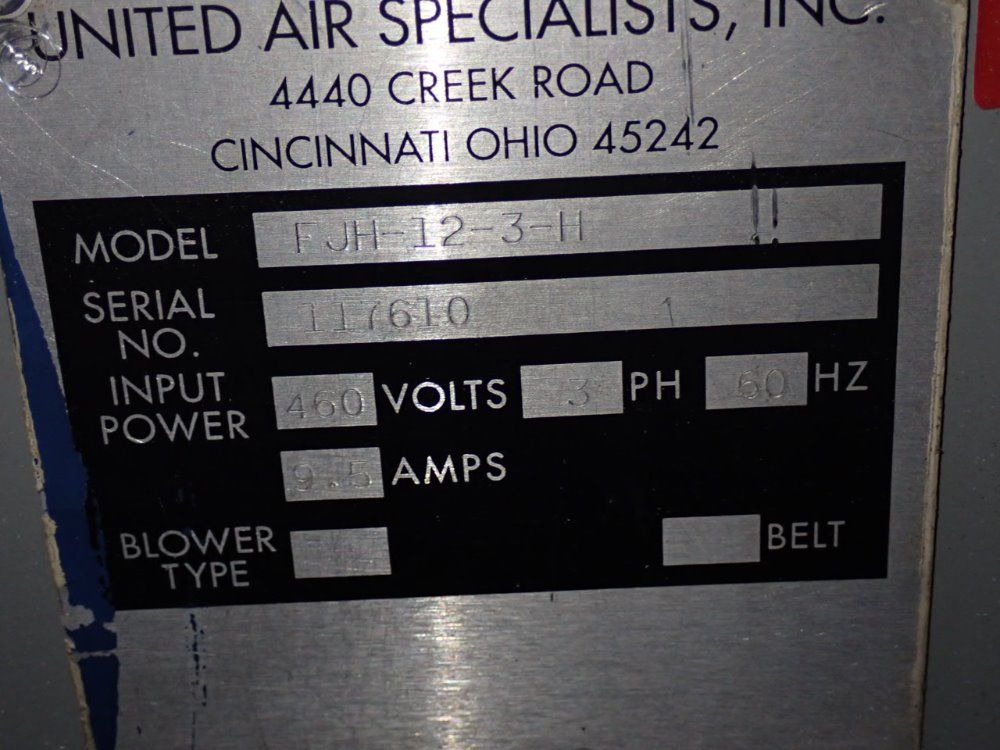 UNITED AIR SPECIALISTS, INC.
4440 CREEK ROAD
CINCINNATI OHIO 45242
MODEL FJH-12-3-H
SERIAL NO. 117610 1
INPUT POWER 460 VOLTS 3 PH 60 HZ
9.5 AMPS
BLOWER TYPE BELT